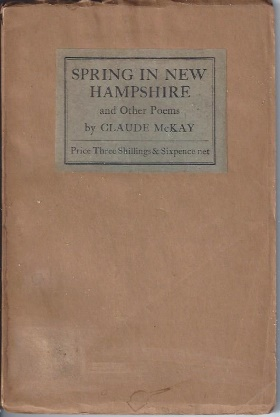 SPRING IN NEW
HAMPSHIRE
and Other Poems
by CLAUDE McKAY
Price Three Shillings & Sixpence net